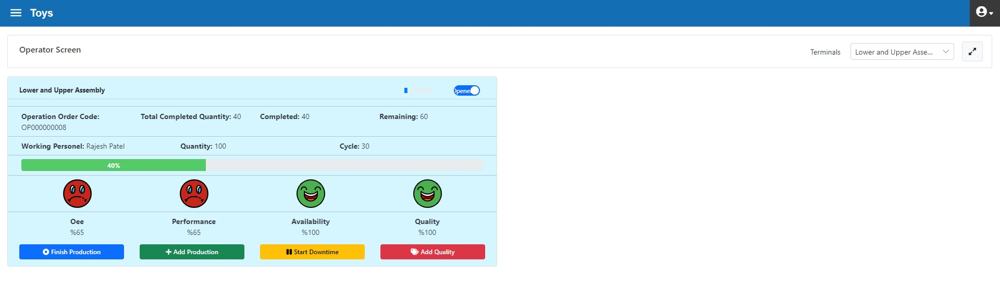 Toys
Operator Screen
Terminals
Lower and Upper Asse...
Lower and Upper Assembly
Opene
Operation Order Code: OP000000008
Total Completed Quantity: 40
Completed: 40
Remaining: 60
Working Personel: Rajesh Patel
Quantity: 100
Cycle: 30
40%
Oee
%65
Performance
%65
Availability
%100
Quality
%100
Finish Production
Add Production
Start Downtime
Add Quality